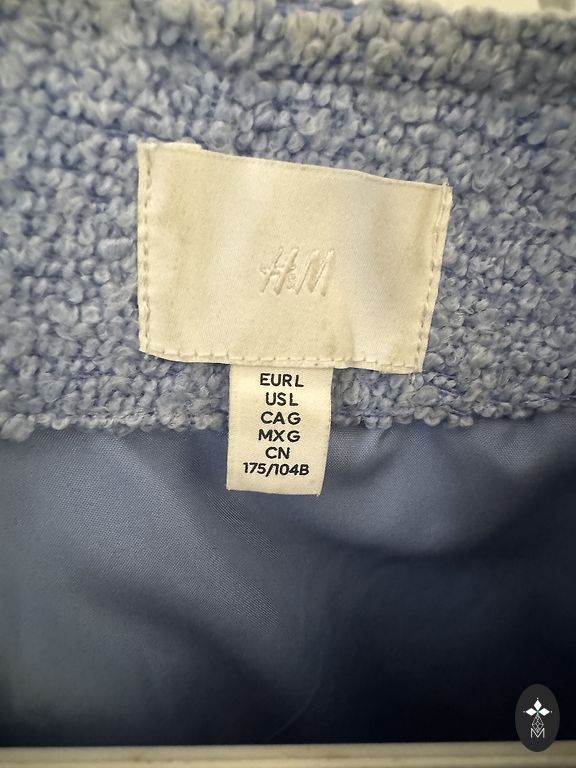 H&M
EUR L
US L
CA G
MX G
CN
175/104B
M